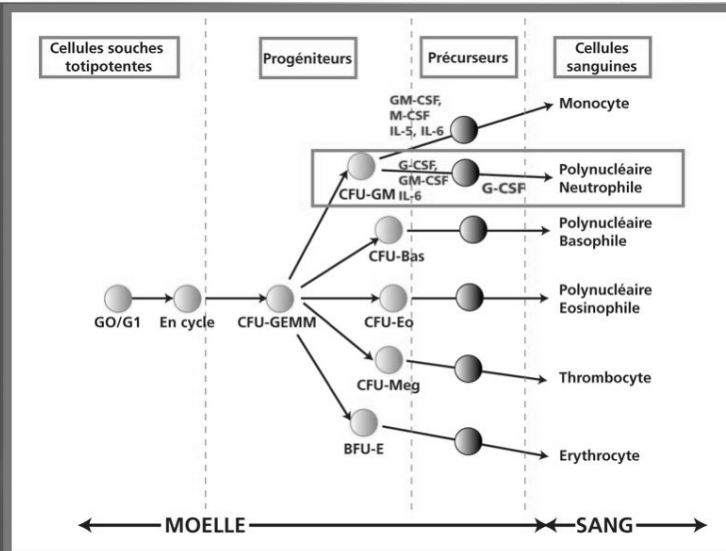 Cellules souches
totipotentes
Progéniteurs
Précurseurs
Cellules
sanguines
GM-CSF,
M-CSF
IL-5, IL-6
Monocyte
G-CSF,
GM-CSF
IL-6
CFU-GM
G-CSF
Polynucléaire
Neutrophile
CFU-Bas
Polynucléaire
Basophile
GO/G1
En cycle
CFU-GEMM
CFU-Eo
Polynucléaire
Eosinophile
CFU-Meg
Thrombocyte
BFU-E
Erythrocyte
MOELLE
SANG